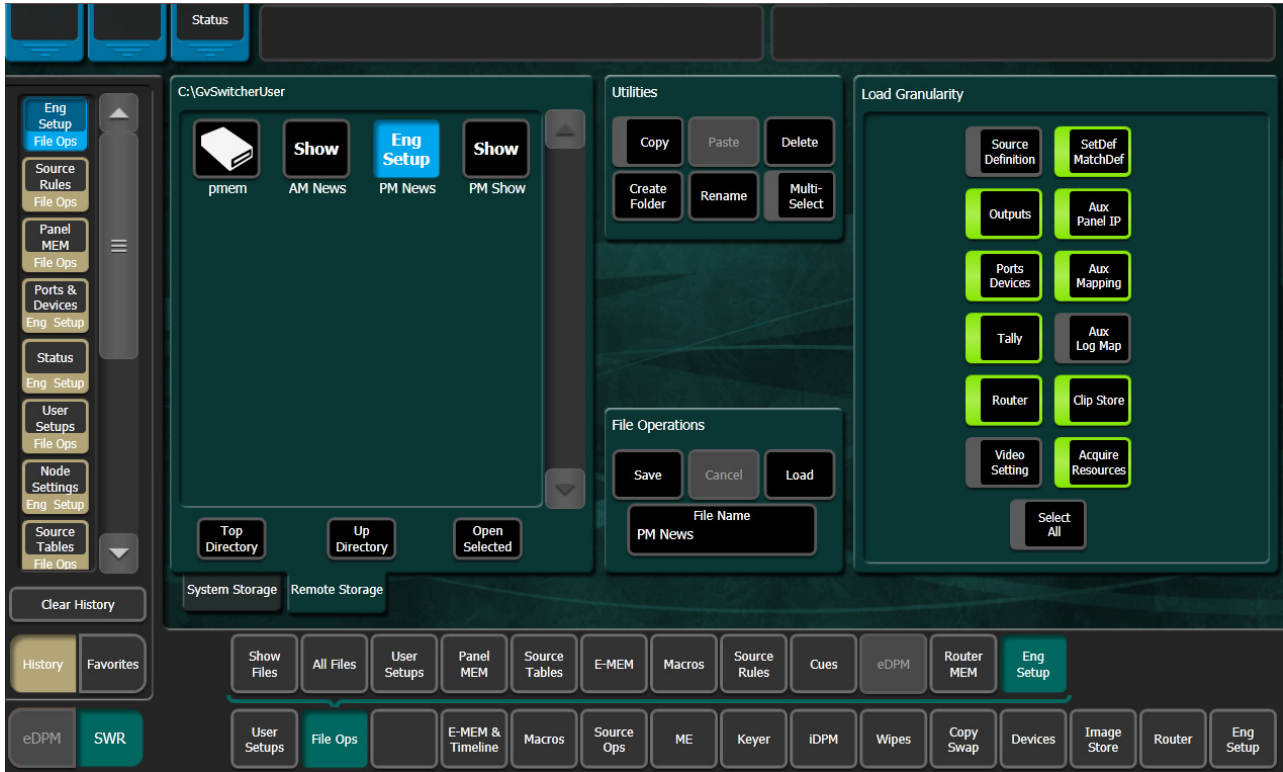 Status
Eng
Setup
File Ops
Source
Rules
File Ops
Panel
MEM
File Ops
Ports &
Devices
Eng Setup
Status
Eng Setup
User
Setups
File Ops
Node
Settings
Eng Setup
Source
Tables
File Ops
Clear History
History Favorites
eDPM SWR
C:\GvSwitcherUser
Show Eng Setup Show
pmem AM News PM News PM Show
Top Directory
Up Directory
Open Selected
System Storage Remote Storage
Utilities
Copy Paste Delete
Create Folder
Rename
Multi-Select
File Operations
Save Cancel Load
File Name
PM News
Load Granularity
Source Definition
SetDef MatchDef
Outputs
Aux Panel IP
Ports Devices
Aux Mapping
Tally
Aux Log Map
Router
Clip Store
Video Setting
Acquire Resources
Select All
Show Files
All Files
User Setups
Panel MEM
Source Tables
E-MEM
Macros
Source Rules
Cues
eDPM
Router MEM
Eng Setup
User Setups
File Ops
E-MEM & Timeline
Macros
Source Ops
ME
Keyer
iDPM
Wipes
Copy Swap
Devices
Image Store
Router
Eng Setup